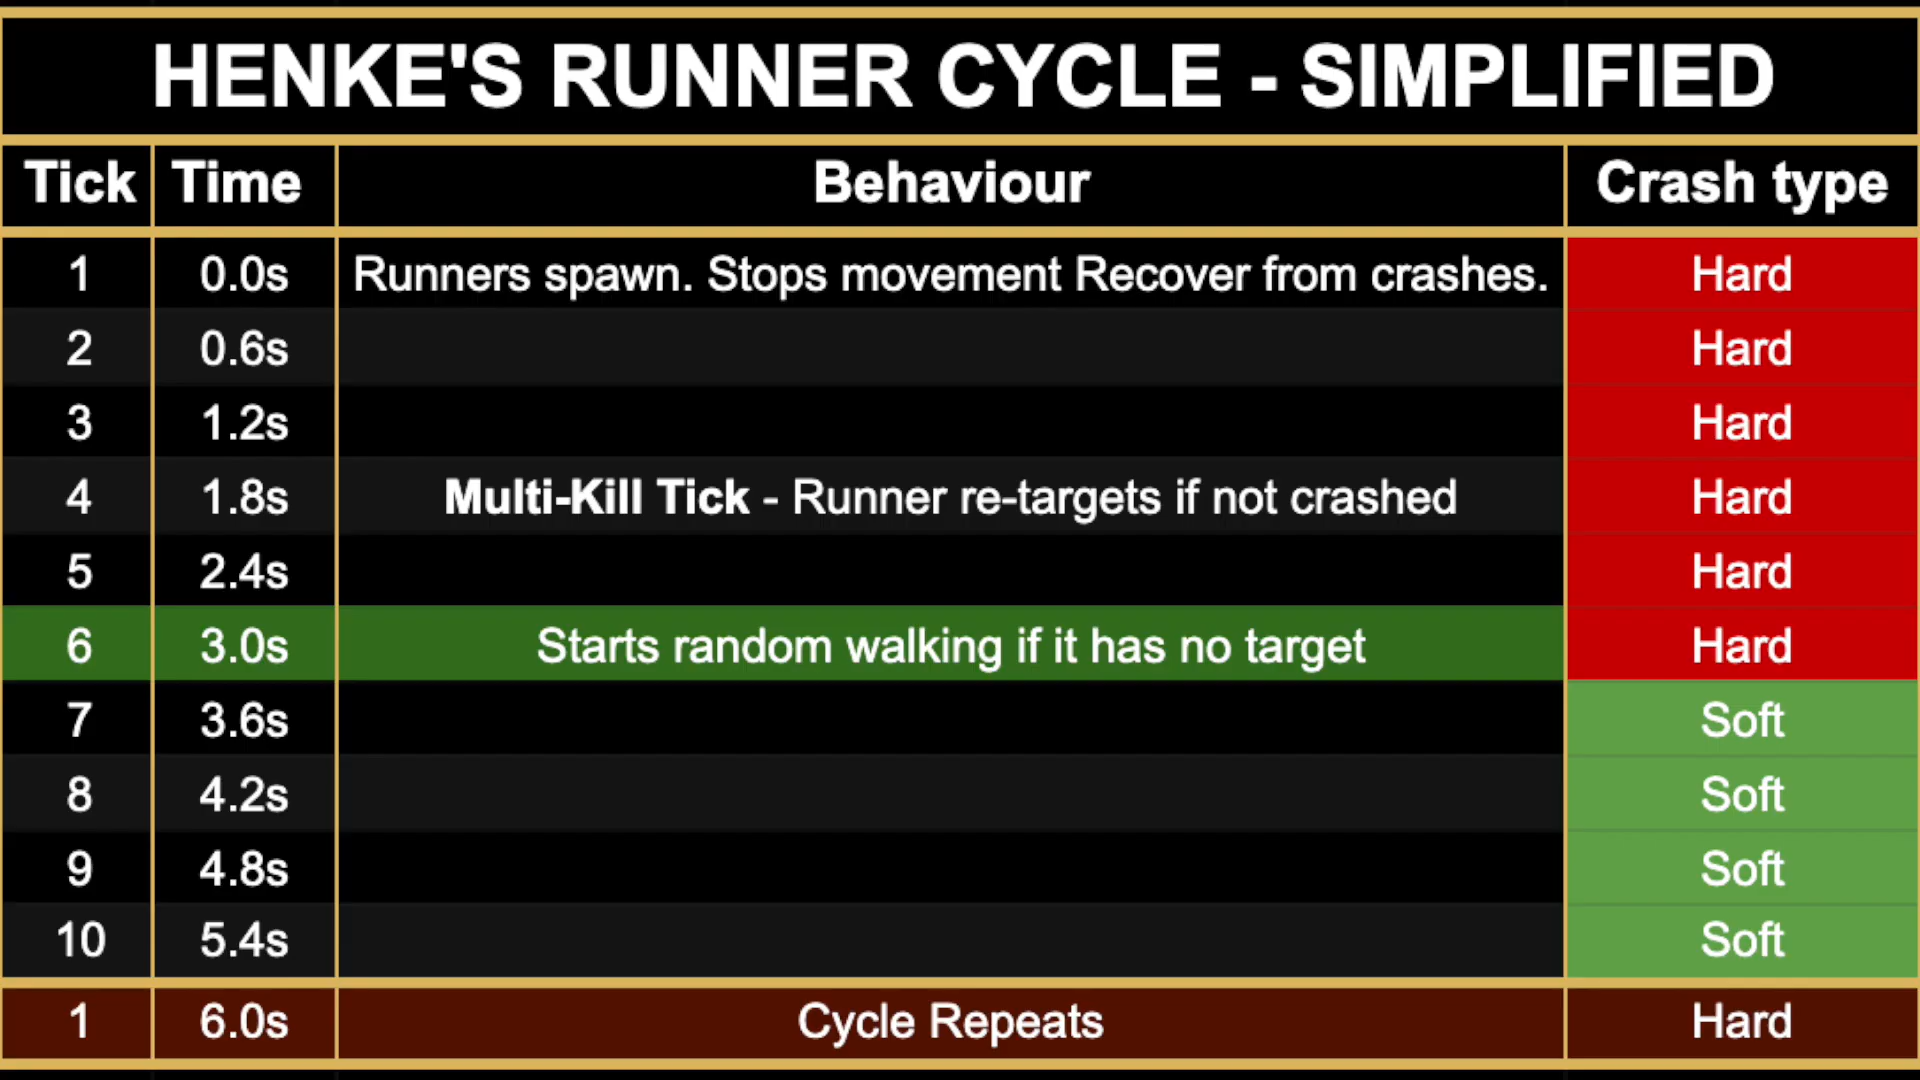 HENKE'S RUNNER CYCLE - SIMPLIFIED
Tick Time Behaviour Crash type
1 0.0s Runners spawn. Stops movement Recover from crashes. Hard
2 0.6s Hard
3 1.2s Hard
4 1.8s Multi-Kill Tick - Runner re-targets if not crashed Hard
5 2.4s Hard
6 3.0s Starts random walking if it has no target Hard
7 3.6s Soft
8 4.2s Soft
9 4.8s Soft
10 5.4s Soft
1 6.0s Cycle Repeats Hard